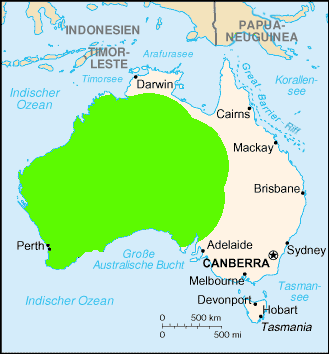 INDONESIEN
PAPUA-
NEUGUINEA
TIMOR-
LESTE
Arafurasee
Timorsee
Darwin
Indischer
Ozean
Great-Barrier-Riff
Korallen-
see
Cairns
Mackay
Brisbane
Perth
Große
Australische Bucht
Adelaide
CANBERRA
Sydney
Melbourne
Tasman-
see
Devonport
Hobart
Tasmania
Indischer Ozean
0 500 km
0 500 mi